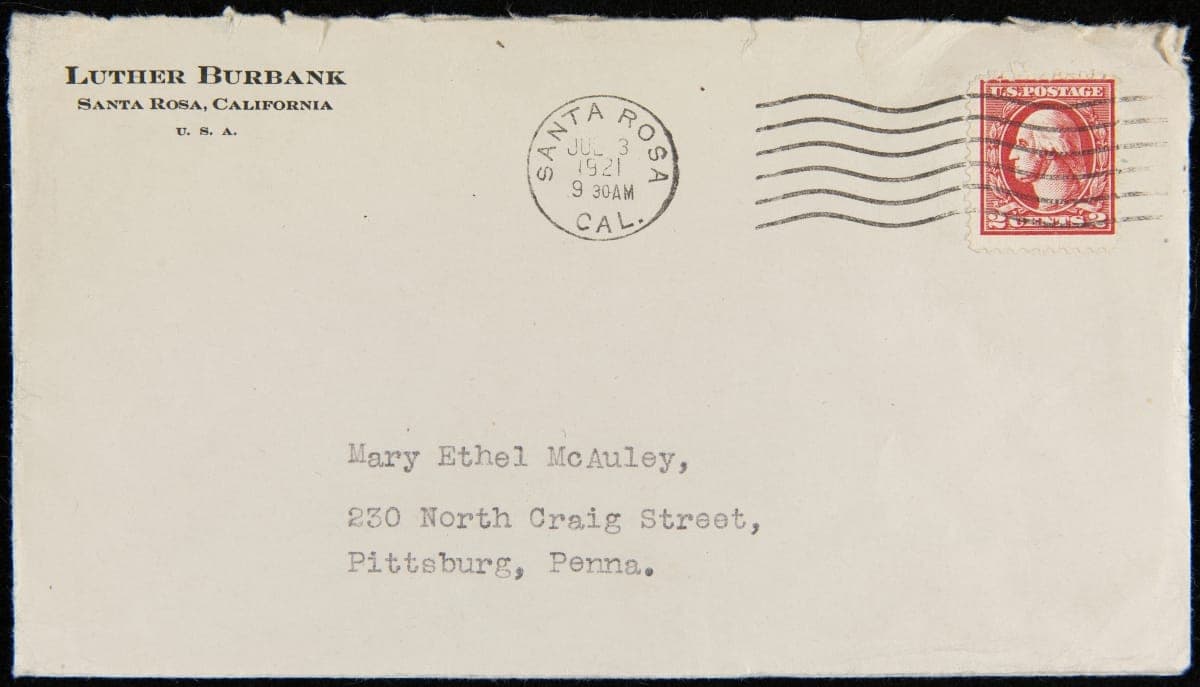 LUTHER BURBANK
SANTA ROSA, CALIFORNIA
U. S. A.
SANTA ROSA
JUL 3
1921
9 30AM
CAL.
U.S. POSTAGE
2 CENTS 2
Mary Ethel McAuley,
230 North Craig Street,
Pittsburg, Penna.